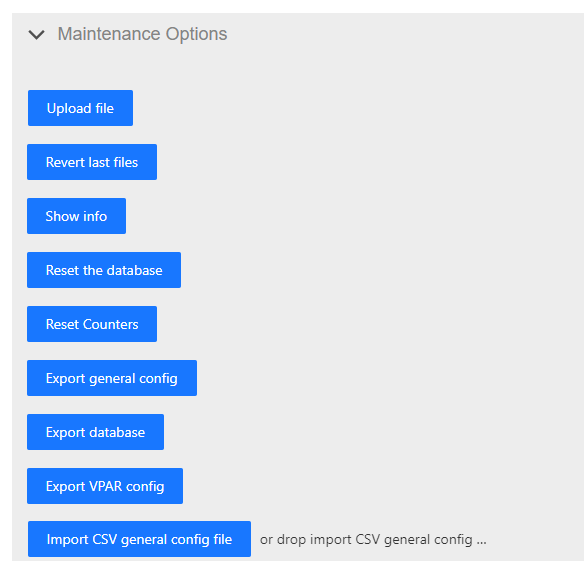 Maintenance Options
Upload file
Revert last files
Show info
Reset the database
Reset Counters
Export general config
Export database
Export VPAR config
Import CSV general config file or drop import CSV general config ...